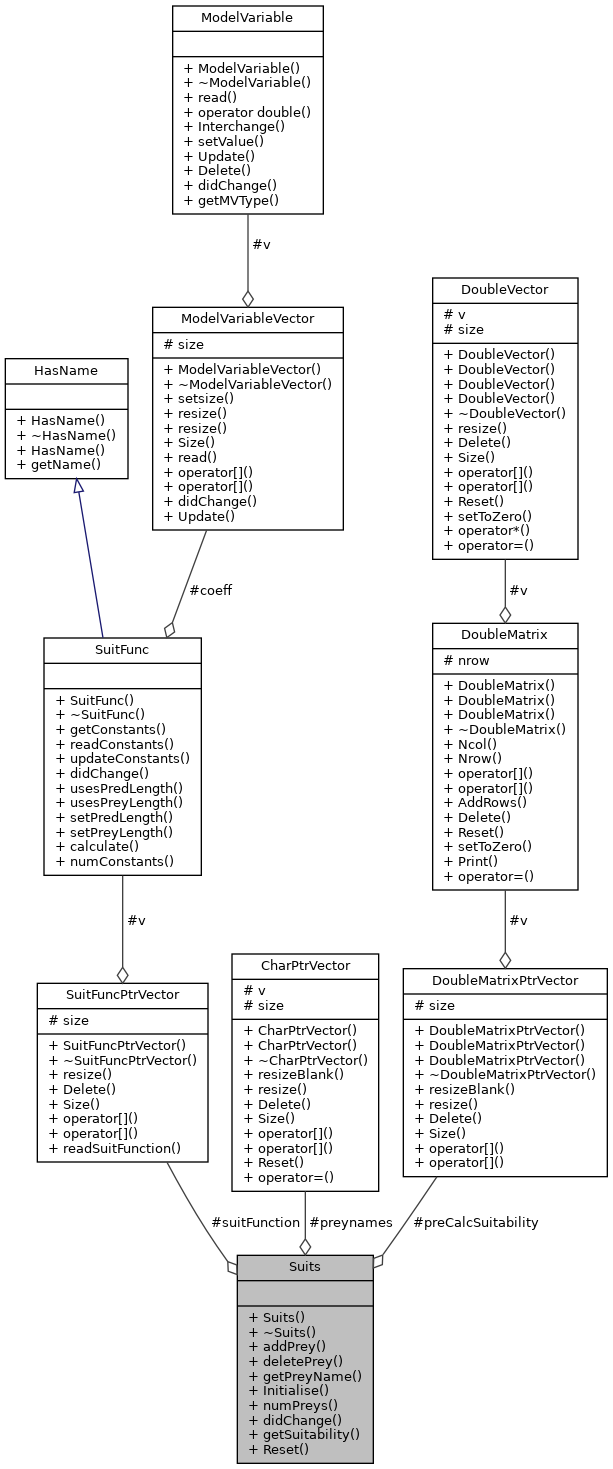 ModelVariable
+ ModelVariable()
+ ~ModelVariable()
+ read()
+ operator double()
+ Interchange()
+ setValue()
+ Update()
+ Delete()
+ didChange()
+ getMVType()
#v
ModelVariableVector
# size
+ ModelVariableVector()
+ ~ModelVariableVector()
+ setsize()
+ resize()
+ resize()
+ Size()
+ read()
+ operator[]()
+ operator[]()
+ didChange()
+ Update()
HasName
+ HasName()
+ ~HasName()
+ HasName()
+ getName()
#coeff
SuitFunc
+ SuitFunc()
+ ~SuitFunc()
+ getConstants()
+ readConstants()
+ updateConstants()
+ didChange()
+ usesPredLength()
+ usesPreyLength()
+ setPredLength()
+ setPreyLength()
+ calculate()
+ numConstants()
#v
SuitFuncPtrVector
# size
+ SuitFuncPtrVector()
+ ~SuitFuncPtrVector()
+ resize()
+ Delete()
+ Size()
+ operator[]()
+ operator[]()
+ readSuitFunction()
#suitFunction
CharPtrVector
# v
# size
+ CharPtrVector()
+ CharPtrVector()
+ ~CharPtrVector()
+ resizeBlank()
+ resize()
+ Delete()
+ Size()
+ operator[]()
+ operator[]()
+ Reset()
+ operator=()
#preynames
DoubleVector
# v
# size
+ DoubleVector()
+ DoubleVector()
+ DoubleVector()
+ DoubleVector()
+ ~DoubleVector()
+ resize()
+ Delete()
+ Size()
+ operator[]()
+ operator[]()
+ Reset()
+ setToZero()
+ operator*()
+ operator=()
#v
DoubleMatrix
# nrow
+ DoubleMatrix()
+ DoubleMatrix()
+ DoubleMatrix()
+ ~DoubleMatrix()
+ Ncol()
+ Nrow()
+ operator[]()
+ operator[]()
+ AddRows()
+ Delete()
+ Reset()
+ setToZero()
+ Print()
+ operator=()
#v
DoubleMatrixPtrVector
# size
+ DoubleMatrixPtrVector()
+ DoubleMatrixPtrVector()
+ DoubleMatrixPtrVector()
+ ~DoubleMatrixPtrVector()
+ resizeBlank()
+ resize()
+ Delete()
+ Size()
+ operator[]()
+ operator[]()
#preCalcSuitability
Suits
+ Suits()
+ ~Suits()
+ addPrey()
+ deletePrey()
+ getPreyName()
+ Initialise()
+ numPreys()
+ didChange()
+ getSuitability()
+ Reset()